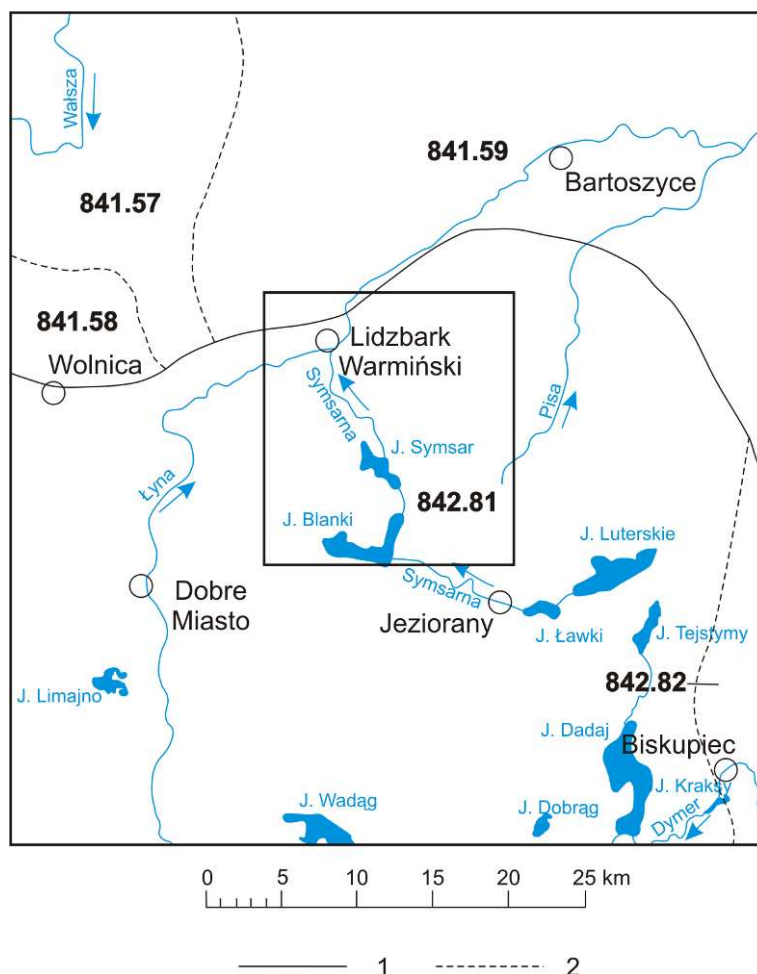 Wałsza
841.57
841.59
Bartoszyce
841.58
Wolnica
Lidzbark
Warmiński
Symsarna
Pisa
J. Symsar
Łyna
842.81
J. Blanki
J. Luterskie
Symsarna
Dobre
Miasto
Jeziorany
J. Ławki
J. Tejstymy
J. Limajno
842.82
J. Dadaj
Biskupiec
J. Kraksy
J. Wadąg
J. Dobrąg
Dymer
0 5 10 15 20 25 km
1 2